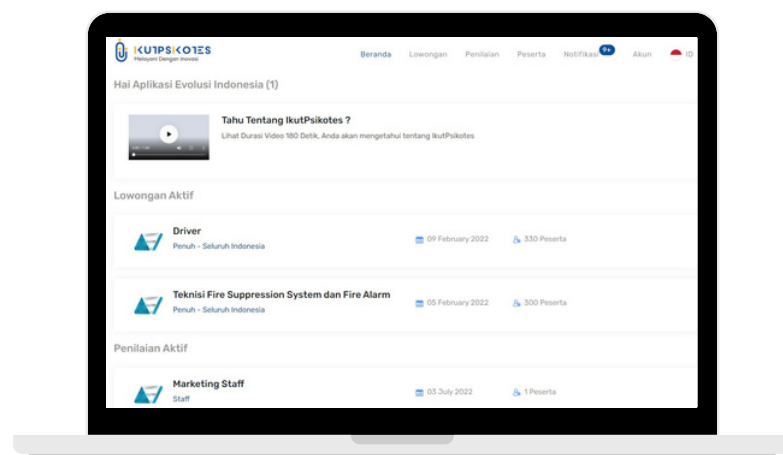 IKUTPSIKOTES
Melayani Dengan Inovasi
Beranda Lowongan Penilaian Peserta Notifikasi 9+ Akun ID
Hai Aplikasi Evolusi Indonesia (1)
Tahu Tentang IkutPsikotes ?
Lihat Durasi Video 180 Detik, Anda akan mengetahui tentang IkutPsikotes
Lowongan Aktif
Driver
Penuh - Seluruh Indonesia
09 February 2022
330 Peserta
Teknisi Fire Suppression System dan Fire Alarm
Penuh - Seluruh Indonesia
05 February 2022
300 Peserta
Penilaian Aktif
Marketing Staff
Staff
03 July 2022
1 Peserta